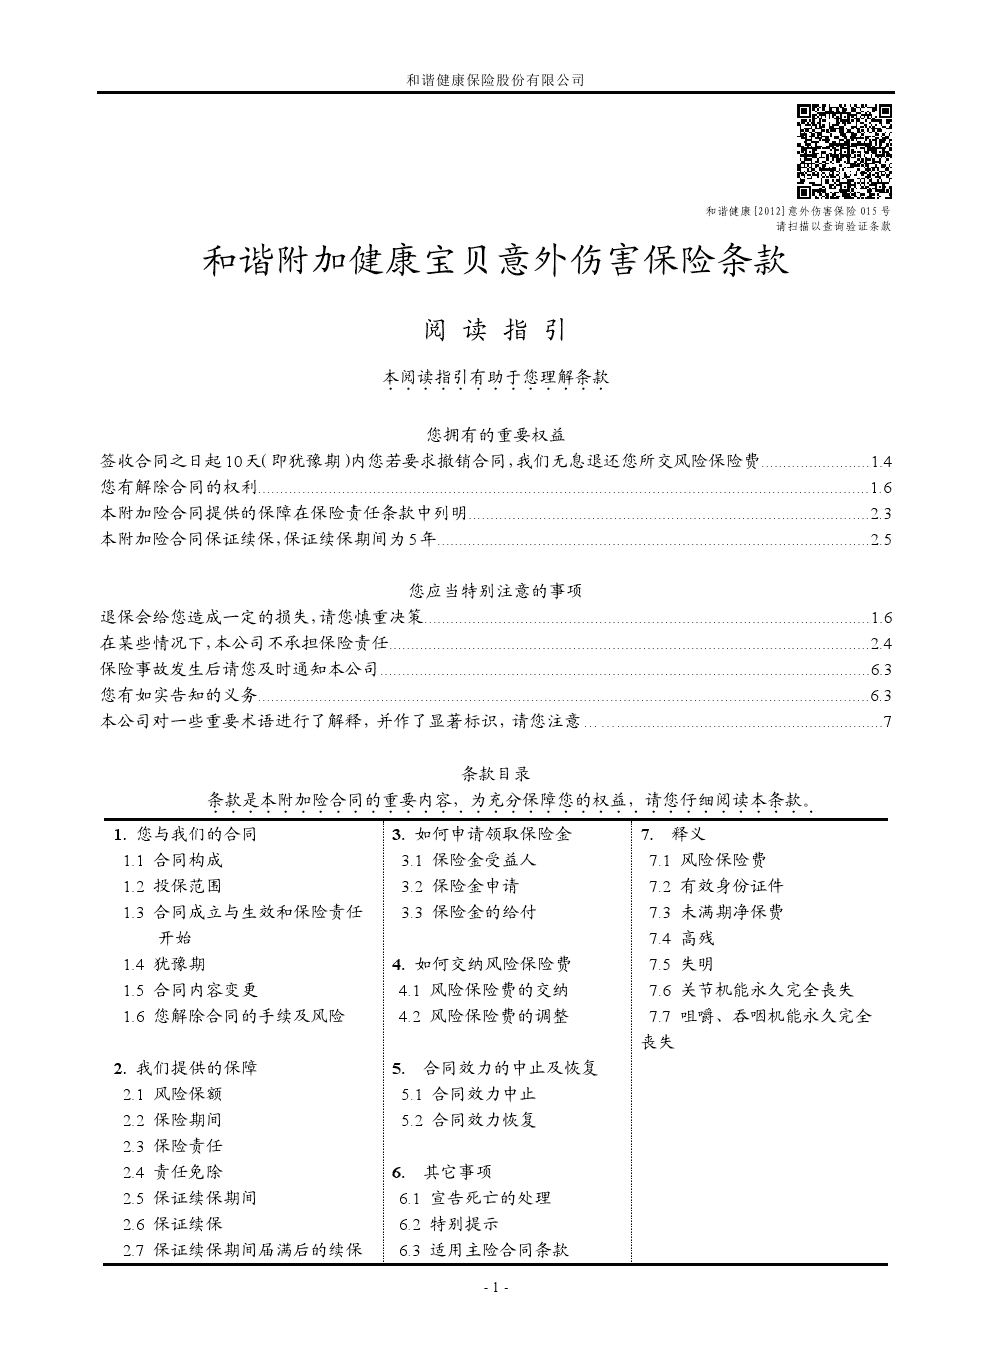 和谐健康保险股份有限公司
和谐健康[2012]意外伤害保险 015 号
请扫描以查询验证条款
和谐附加健康宝贝意外伤害保险条款
阅 读 指 引
本阅读指引有助于您理解条款
您拥有的重要权益
签收合同之日起10天(即犹豫期)内您若要求撤销合同,我们无息退还您所交风险保险费........................1.4
您有解除合同的权利........................1.6
本附加险合同提供的保障在保险责任条款中列明........................2.3
本附加险合同保证续保,保证续保期间为5年........................2.5
您应当特别注意的事项
退保会给您造成一定的损失,请您慎重决策........................1.6
在某些情况下,本公司不承担保险责任........................2.4
保险事故发生后请您及时通知本公司........................6.3
您有如实告知的义务........................6.3
本公司对一些重要术语进行了解释，并作了显著标识，请您注意........................7
条款目录
条款是本附加险合同的重要内容，为充分保障您的权益，请您仔细阅读本条款。
1. 您与我们的合同
1.1 合同构成
1.2 投保范围
1.3 合同成立与生效和保险责任
开始
1.4 犹豫期
1.5 合同内容变更
1.6 您解除合同的手续及风险
2. 我们提供的保障
2.1 风险保额
2.2 保险期间
2.3 保险责任
2.4 责任免除
2.5 保证续保期间
2.6 保证续保
2.7 保证续保期间届满后的续保
3. 如何申请领取保险金
3.1 保险金受益人
3.2 保险金申请
3.3 保险金的给付
4. 如何交纳风险保险费
4.1 风险保险费的交纳
4.2 风险保险费的调整
5. 合同效力的中止及恢复
5.1 合同效力中止
5.2 合同效力恢复
6. 其它事项
6.1 宣告死亡的处理
6.2 特别提示
6.3 适用主险合同条款
7. 释义
7.1 风险保险费
7.2 有效身份证件
7.3 未满期净保费
7.4 高残
7.5 失明
7.6 关节机能永久完全丧失
7.7 咀嚼、吞咽机能永久完全
丧失
- 1 -